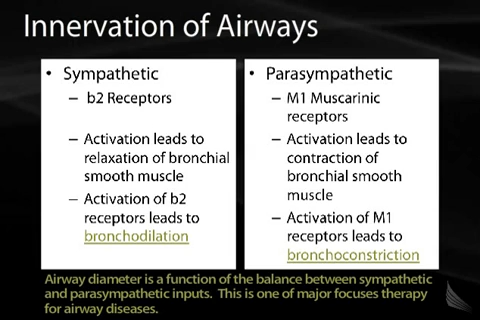 Innervation of Airways
• Sympathetic
– b2 Receptors
– Activation leads to
relaxation of bronchial
smooth muscle
– Activation of b2
receptors leads to
bronchodilation
• Parasympathetic
– M1 Muscarinic
receptors
– Activation leads to
contraction of
bronchial smooth
muscle
– Activation of M1
receptors leads to
bronchoconstriction
Airway diameter is a function of the balance between sympathetic
and parasympathetic inputs. This is one of major focuses therapy
for airway diseases.